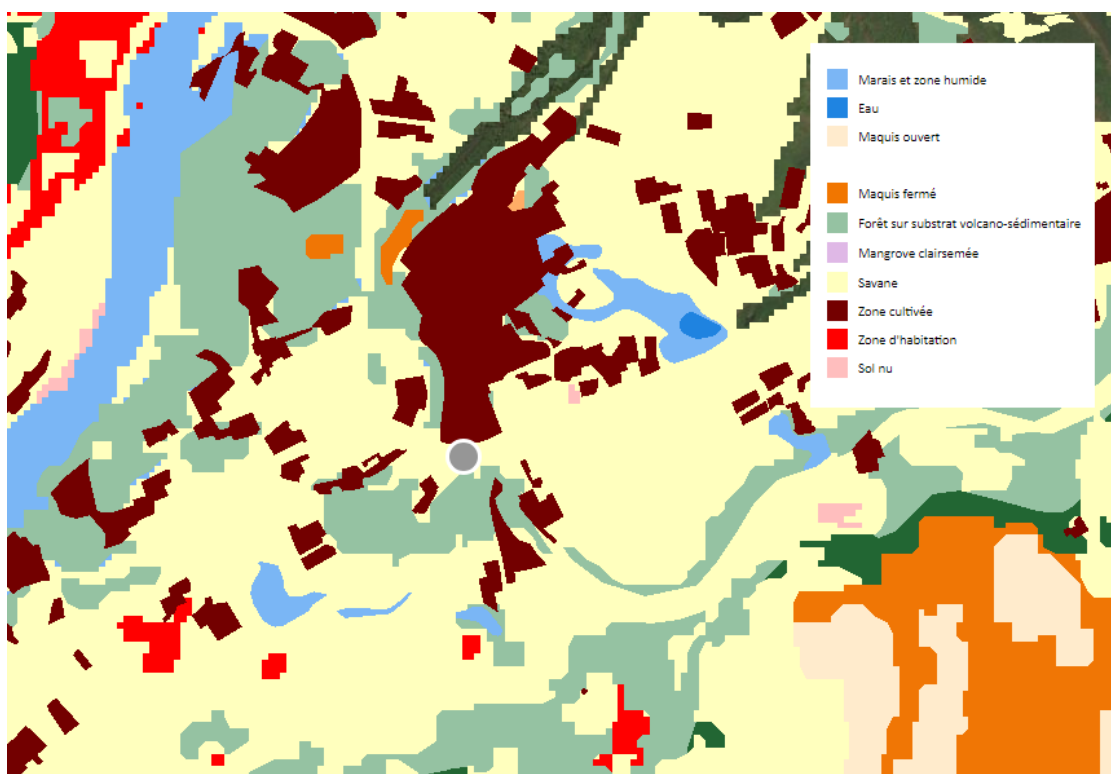 Marais et zone humide
Eau
Maquis ouvert
Maquis fermé
Forêt sur substrat volcano-sédimentaire
Mangrove clairsemée
Savane
Zone cultivée
Zone d'habitation
Sol nu